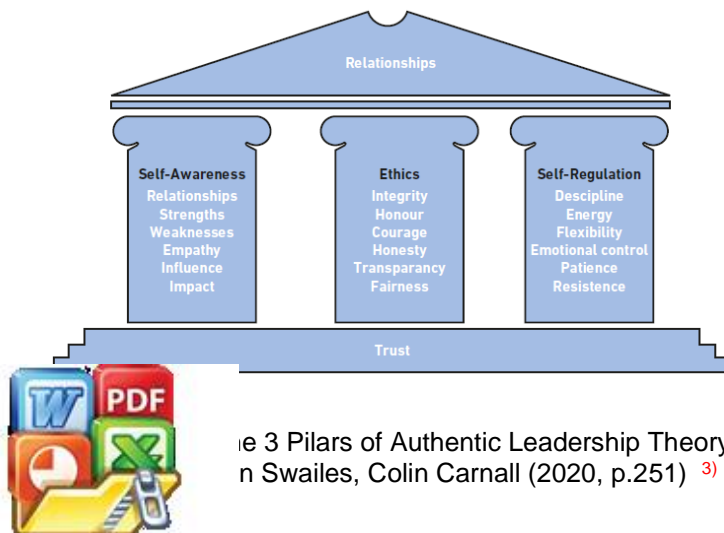 Relationships
Self-Awareness
Relationships
Strengths
Weaknesses
Empathy
Influence
Impact
Ethics
Integrity
Honour
Courage
Honesty
Transparancy
Fairness
Self-Regulation
Descipline
Energy
Flexibility
Emotional control
Patience
Resistence
Trust
W PDF
X
3 Pilars of Authentic Leadership Theory
Swailes, Colin Carnall (2020, p.251) 3)